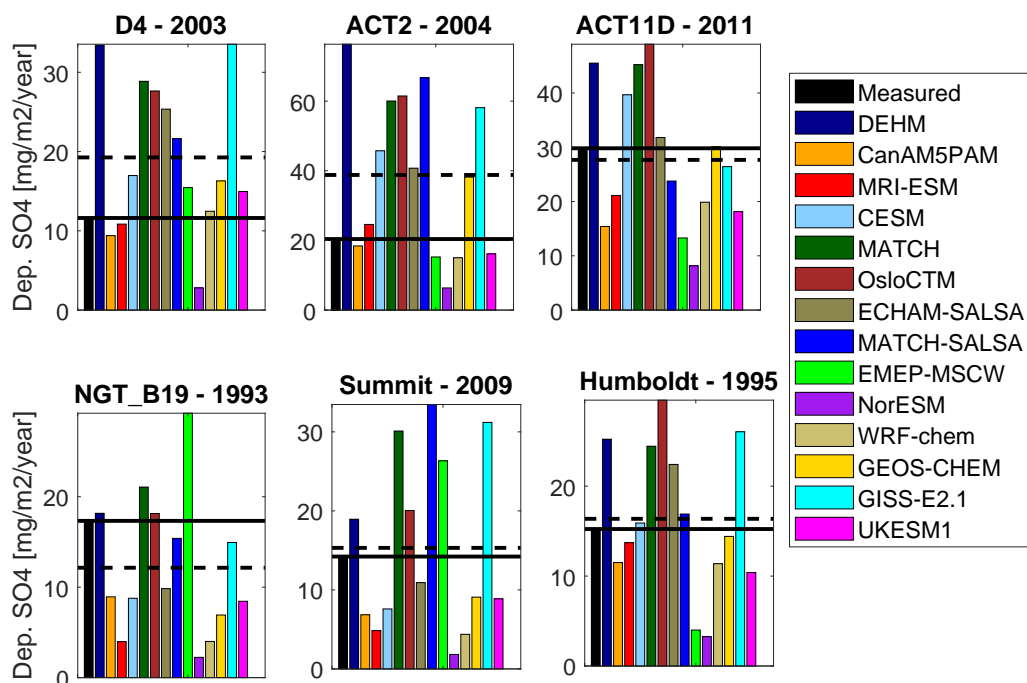 D4 - 2003
ACT2 - 2004
ACT11D - 2011
Dep. SO4 [mg/m2/year]
30
20
10
0
60
40
20
0
40
30
20
10
0
Measured
DEHM
CanAM5PAM
MRI-ESM
CESM
MATCH
OsloCTM
ECHAM-SALSA
MATCH-SALSA
EMEP-MSCW
NorESM
WRF-chem
GEOS-CHEM
GISS-E2.1
UKESM1
NGT_B19 - 1993
Summit - 2009
Humboldt - 1995
Dep. SO4 [mg/m2/year]
20
10
0
30
20
10
0
20
10
0